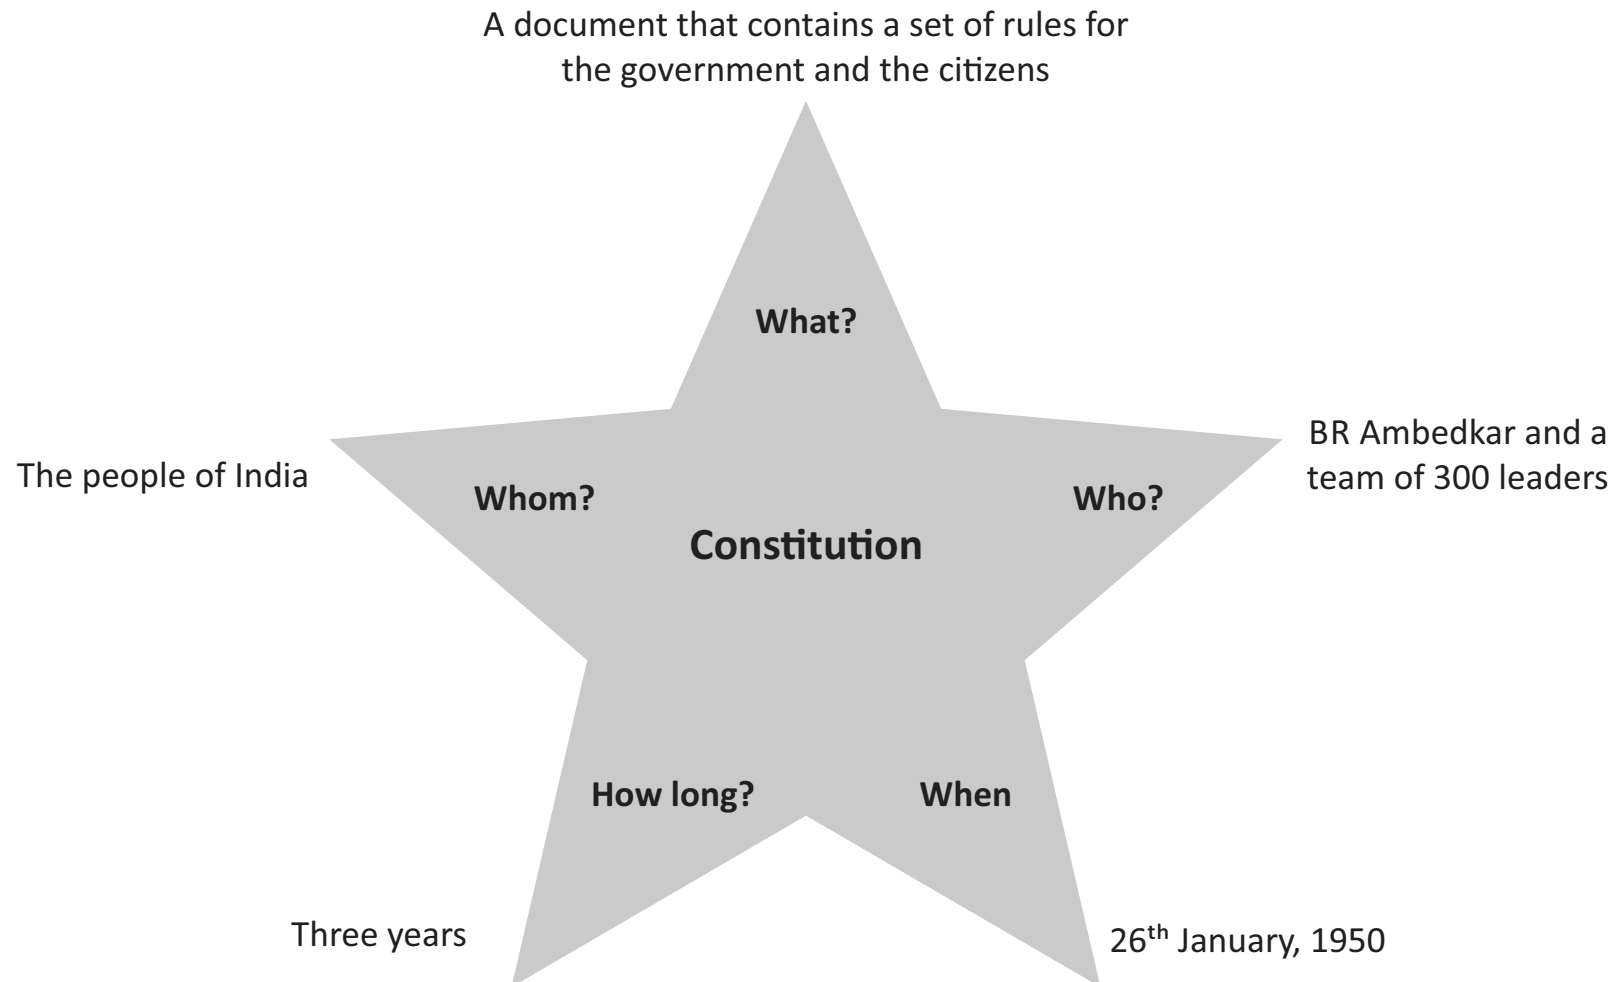 A document that contains a set of rules for
the government and the citizens
What?
BR Ambedkar and a
team of 300 leaders
The people of India
Whom?
Who?
Constitution
How long?
When
Three years
26th January, 1950